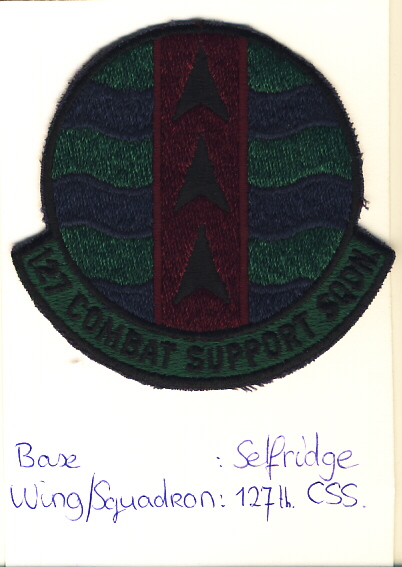 127 COMBAT SUPPORT SQDN.
Base : Selfridge
Wing/Squadron: 127th. CSS.